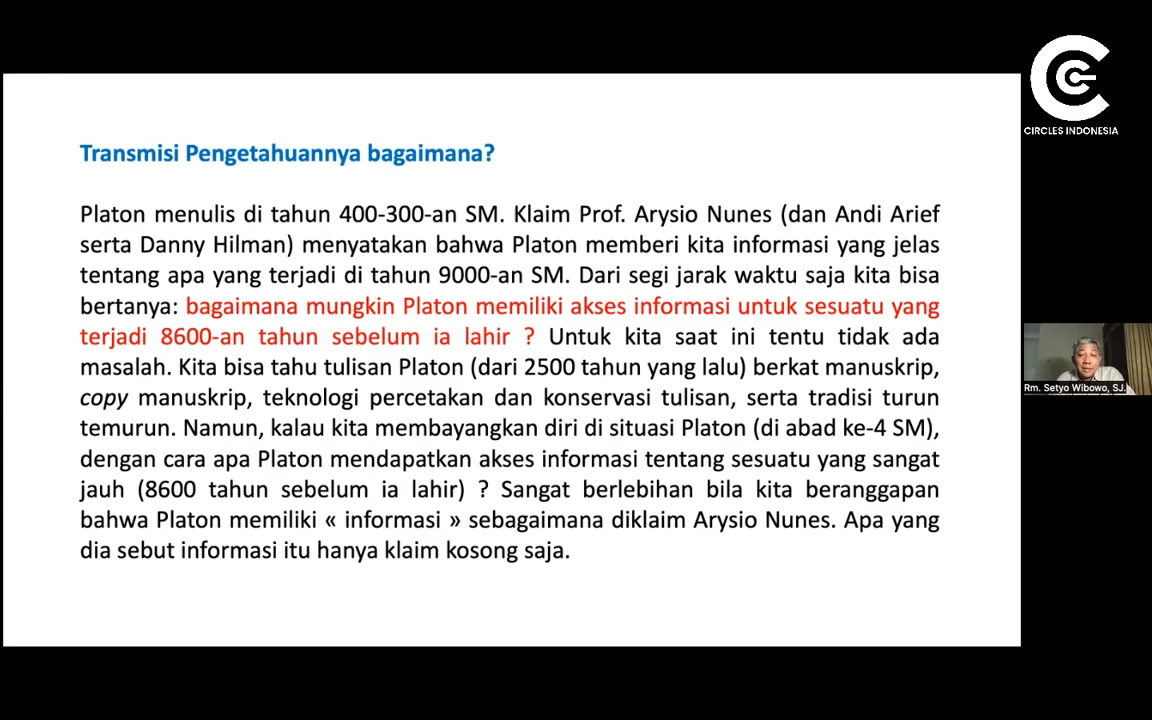 CIRCLES INDONESIA
Transmisi Pengetahuannya bagaimana?
Platon menulis di tahun 400-300-an SM. Klaim Prof. Arysio Nunes (dan Andi Arief
serta Danny Hilman) menyatakan bahwa Platon memberi kita informasi yang jelas
tentang apa yang terjadi di tahun 9000-an SM. Dari segi jarak waktu saja kita bisa
bertanya: bagaimana mungkin Platon memiliki akses informasi untuk sesuatu yang
terjadi 8600-an tahun sebelum ia lahir ? Untuk kita saat ini tentu tidak ada
masalah. Kita bisa tahu tulisan Platon (dari 2500 tahun yang lalu) berkat manuskrip,
copy manuskrip, teknologi percetakan dan konservasi tulisan, serta tradisi turun
temurun. Namun, kalau kita membayangkan diri di situasi Platon (di abad ke-4 SM),
dengan cara apa Platon mendapatkan akses informasi tentang sesuatu yang sangat
jauh (8600 tahun sebelum ia lahir) ? Sangat berlebihan bila kita beranggapan
bahwa Platon memiliki « informasi » sebagaimana diklaim Arysio Nunes. Apa yang
dia sebut informasi itu hanya klaim kosong saja.
Rm. Setyo Wibowo, SJ.